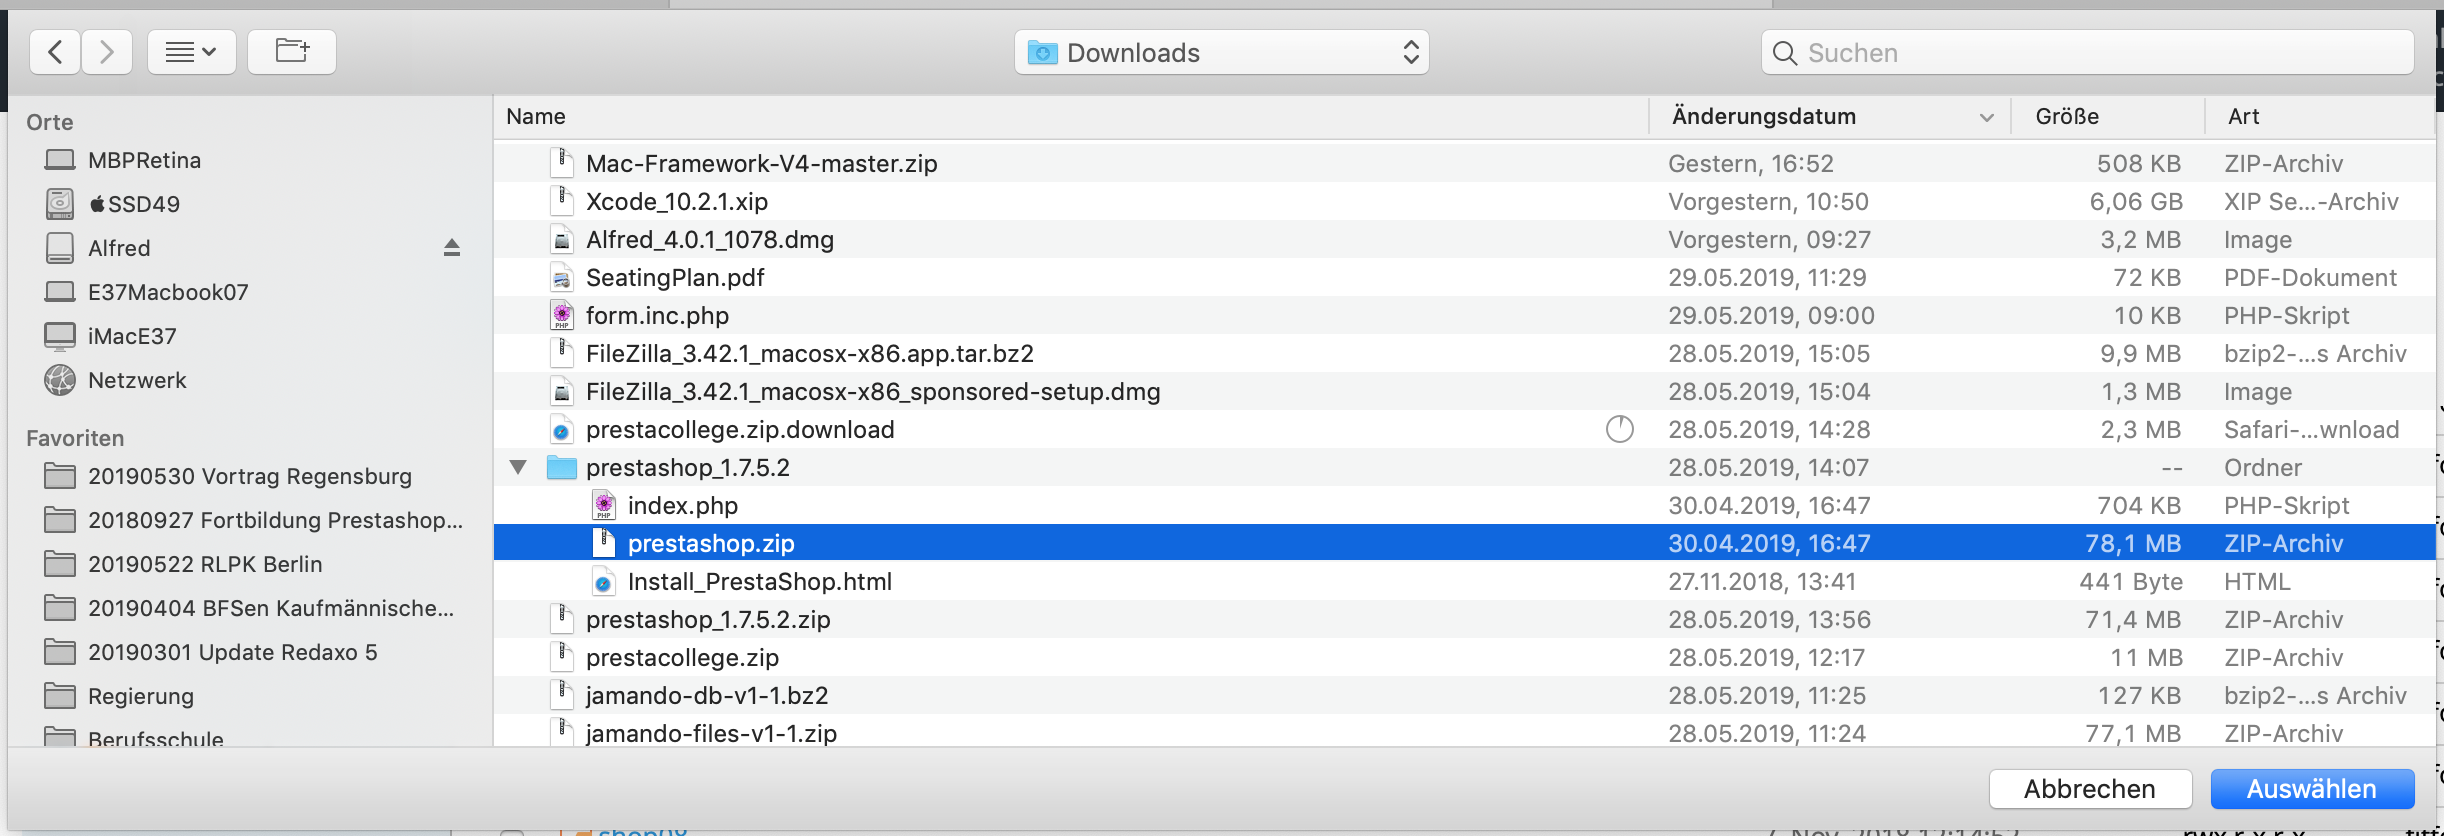 Downloads
Suchen
Orte
MBPRetina
SSD49
Alfred
E37Macbook07
iMacE37
Netzwerk
Favoriten
20190530 Vortrag Regensburg
20180927 Fortbildung Prestashop...
20190522 RLPK Berlin
20190404 BFSen Kaufmännische...
20190301 Update Redaxo 5
Regierung
Berufsschule
Name Änderungsdatum Größe Art
Mac-Framework-V4-master.zip Gestern, 16:52 508 KB ZIP-Archiv
Xcode_10.2.1.xip Vorgestern, 10:50 6,06 GB XIP Se...-Archiv
Alfred_4.0.1_1078.dmg Vorgestern, 09:27 3,2 MB Image
SeatingPlan.pdf 29.05.2019, 11:29 72 KB PDF-Dokument
form.inc.php 29.05.2019, 09:00 10 KB PHP-Skript
FileZilla_3.42.1_macosx-x86.app.tar.bz2 28.05.2019, 15:05 9,9 MB bzip2-...s Archiv
FileZilla_3.42.1_macosx-x86_sponsored-setup.dmg 28.05.2019, 15:04 1,3 MB Image
prestacollege.zip.download 28.05.2019, 14:28 2,3 MB Safari-...wnload
prestashop_1.7.5.2 28.05.2019, 14:07 -- Ordner
index.php 30.04.2019, 16:47 704 KB PHP-Skript
prestashop.zip 30.04.2019, 16:47 78,1 MB ZIP-Archiv
Install_PrestaShop.html 27.11.2018, 13:41 441 Byte HTML
prestashop_1.7.5.2.zip 28.05.2019, 13:56 71,4 MB ZIP-Archiv
prestacollege.zip 28.05.2019, 12:17 11 MB ZIP-Archiv
jamando-db-v1-1.bz2 28.05.2019, 11:25 127 KB bzip2-...s Archiv
jamando-files-v1-1.zip 28.05.2019, 11:24 77,1 MB ZIP-Archiv
Abbrechen Auswählen